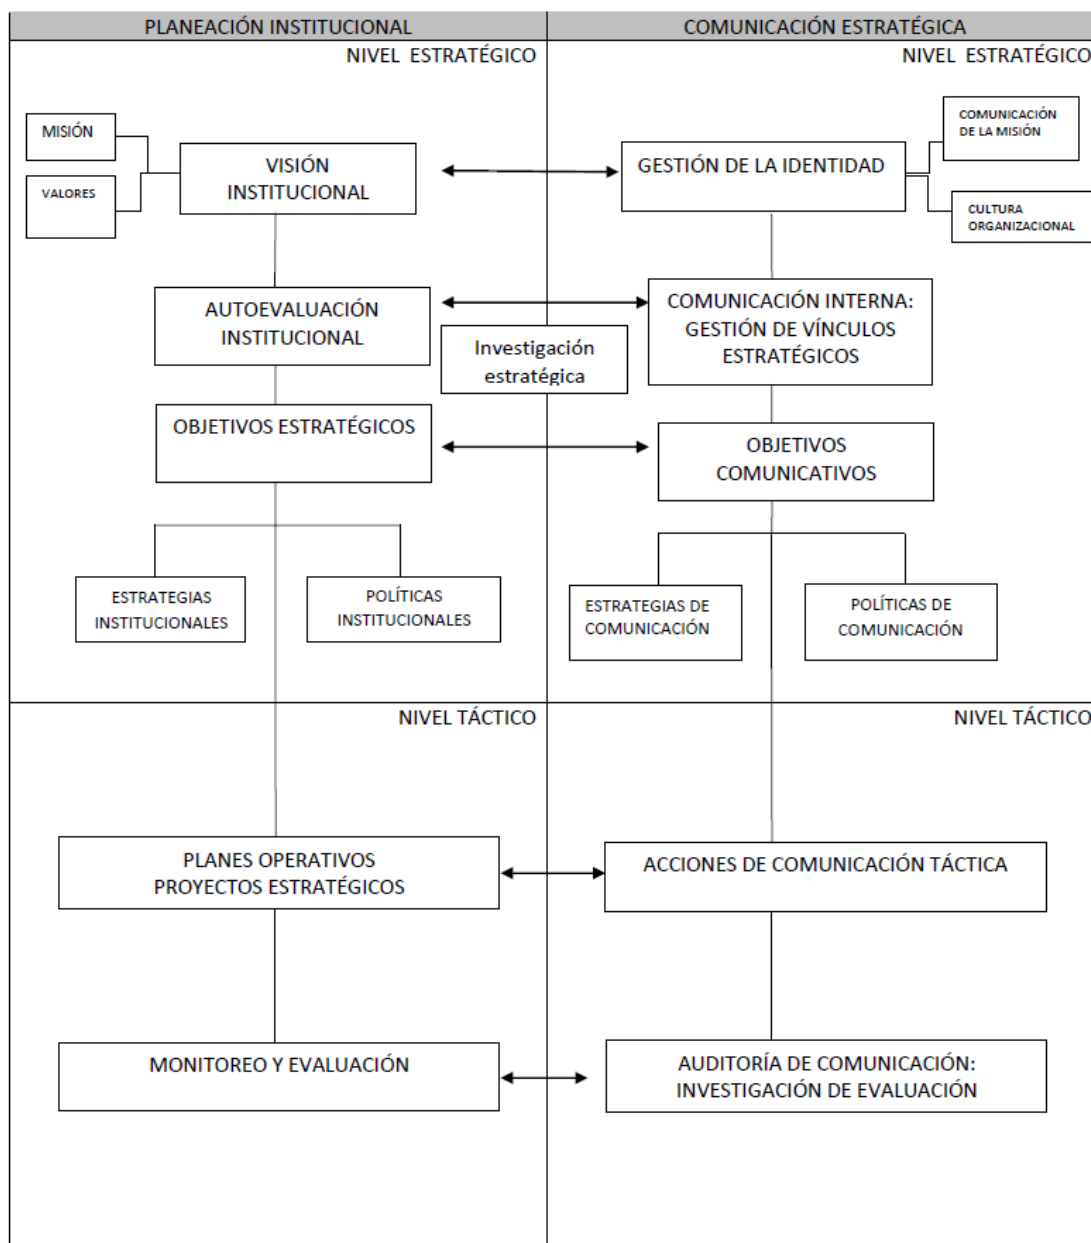 PLANEACIÓN INSTITUCIONAL
COMUNICACIÓN ESTRATÉGICA
NIVEL ESTRATÉGICO
NIVEL ESTRATÉGICO
MISIÓN
VALORES
VISIÓN
INSTITUCIONAL
GESTIÓN DE LA IDENTIDAD
COMUNICACIÓN
DE LA MISIÓN
CULTURA
ORGANIZACIONAL
AUTOEVALUACIÓN
INSTITUCIONAL
COMUNICACIÓN INTERNA:
GESTIÓN DE VÍNCULOS
ESTRATÉGICOS
Investigación
estratégica
OBJETIVOS ESTRATÉGICOS
OBJETIVOS
COMUNICATIVOS
ESTRATEGIAS
INSTITUCIONALES
POLÍTICAS
INSTITUCIONALES
ESTRATEGIAS DE
COMUNICACIÓN
POLÍTICAS DE
COMUNICACIÓN
NIVEL TÁCTICO
NIVEL TÁCTICO
PLANES OPERATIVOS
PROYECTOS ESTRATÉGICOS
ACCIONES DE COMUNICACIÓN TÁCTICA
MONITOREO Y EVALUACIÓN
AUDITORÍA DE COMUNICACIÓN:
INVESTIGACIÓN DE EVALUACIÓN